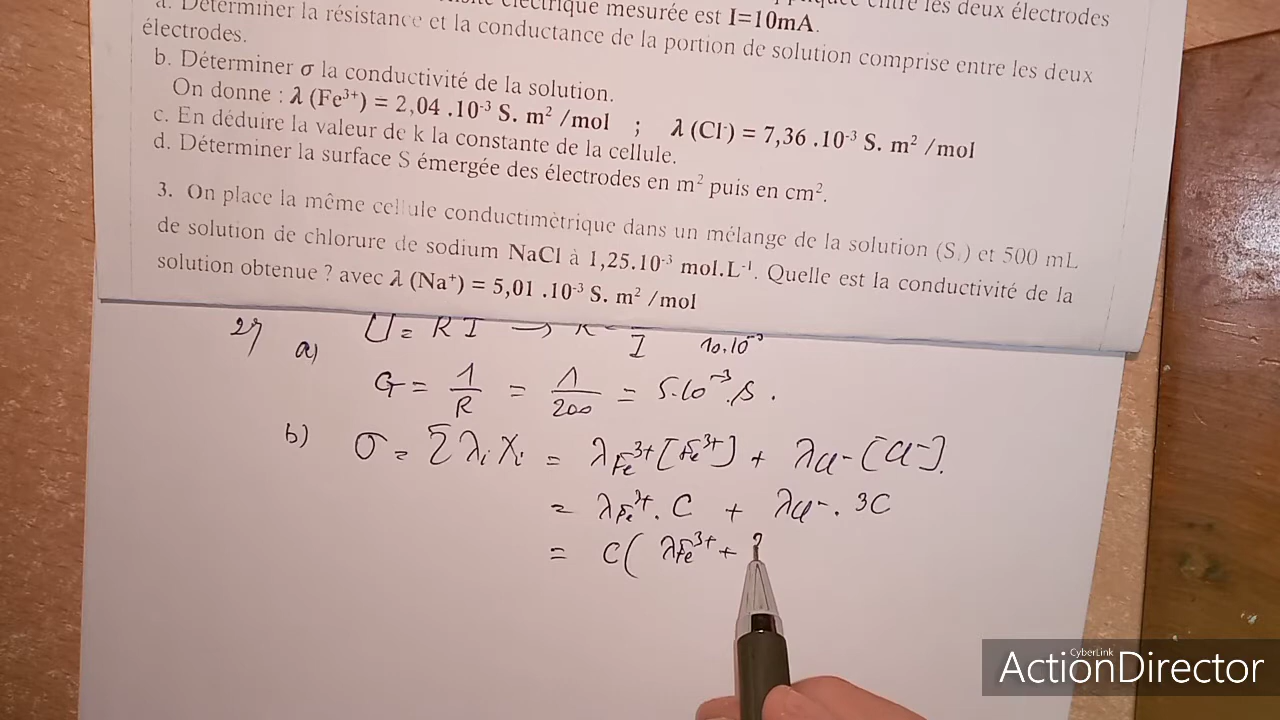 électrique mesurée est I=10mA. entre les deux électrodes
a. Déterminer la résistance et la conductance de la portion de solution comprise entre les deux
électrodes.
b. Déterminer σ la conductivité de la solution.
On donne : λ (Fe³⁺) = 2,04 .10⁻³ S. m² /mol ; λ (Cl⁻) = 7,36 .10⁻³ S. m² /mol
c. En déduire la valeur de k la constante de la cellule.
d. Déterminer la surface S émergée des électrodes en m² puis en cm².
3. On place la même cellule conductimètrique dans un mélange de la solution (S) et 500 mL
de solution de chlorure de sodium NaCl à 1,25.10⁻³ mol.L⁻¹. Quelle est la conductivité de la
solution obtenue ? avec λ (Na⁺) = 5,01 .10⁻³ S. m² /mol
2) a) U = R I → R = I 10.10⁻³
G = 1/R = 1/200 = 5.10⁻³ S.
b) σ = Σ λi Xi = λFe³⁺ [Fe³⁺] + λCl⁻ [Cl⁻].
= λFe³⁺ . C + λCl⁻ . 3C
= C( λFe³⁺ +
CyberLink
ActionDirector